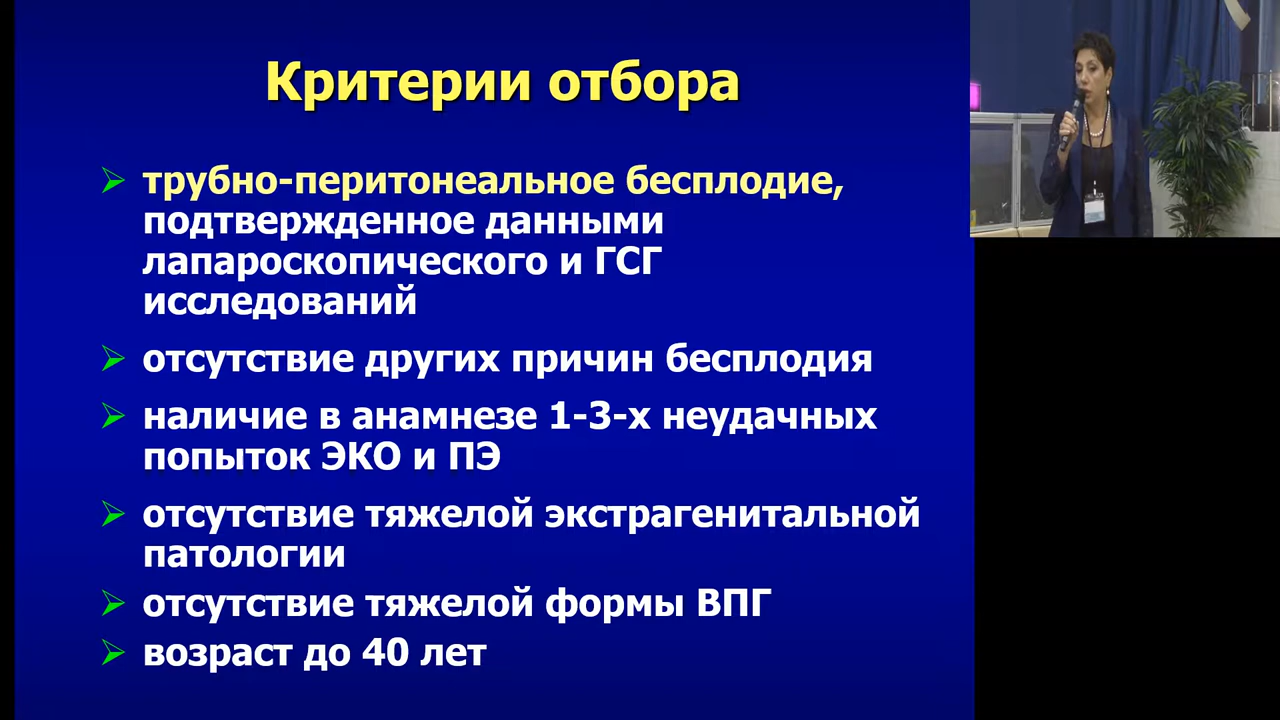 Критерии отбора
трубно-перитонеальное бесплодие,
подтвержденное данными
лапароскопического и ГСГ
исследований
отсутствие других причин бесплодия
наличие в анамнезе 1-3-х неудачных
попыток ЭКО и ПЭ
отсутствие тяжелой экстрагенитальной
патологии
отсутствие тяжелой формы ВПГ
возраст до 40 лет